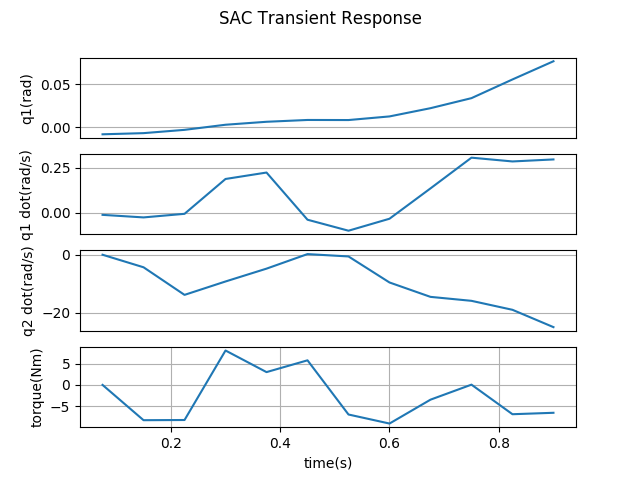 SAC Transient Response
q1(rad)
0.05
0.00
q1 dot(rad/s)
0.25
0.00
q2 dot(rad/s)
0
−20
torque(Nm)
5
0
−5
0.2 0.4 0.6 0.8
time(s)